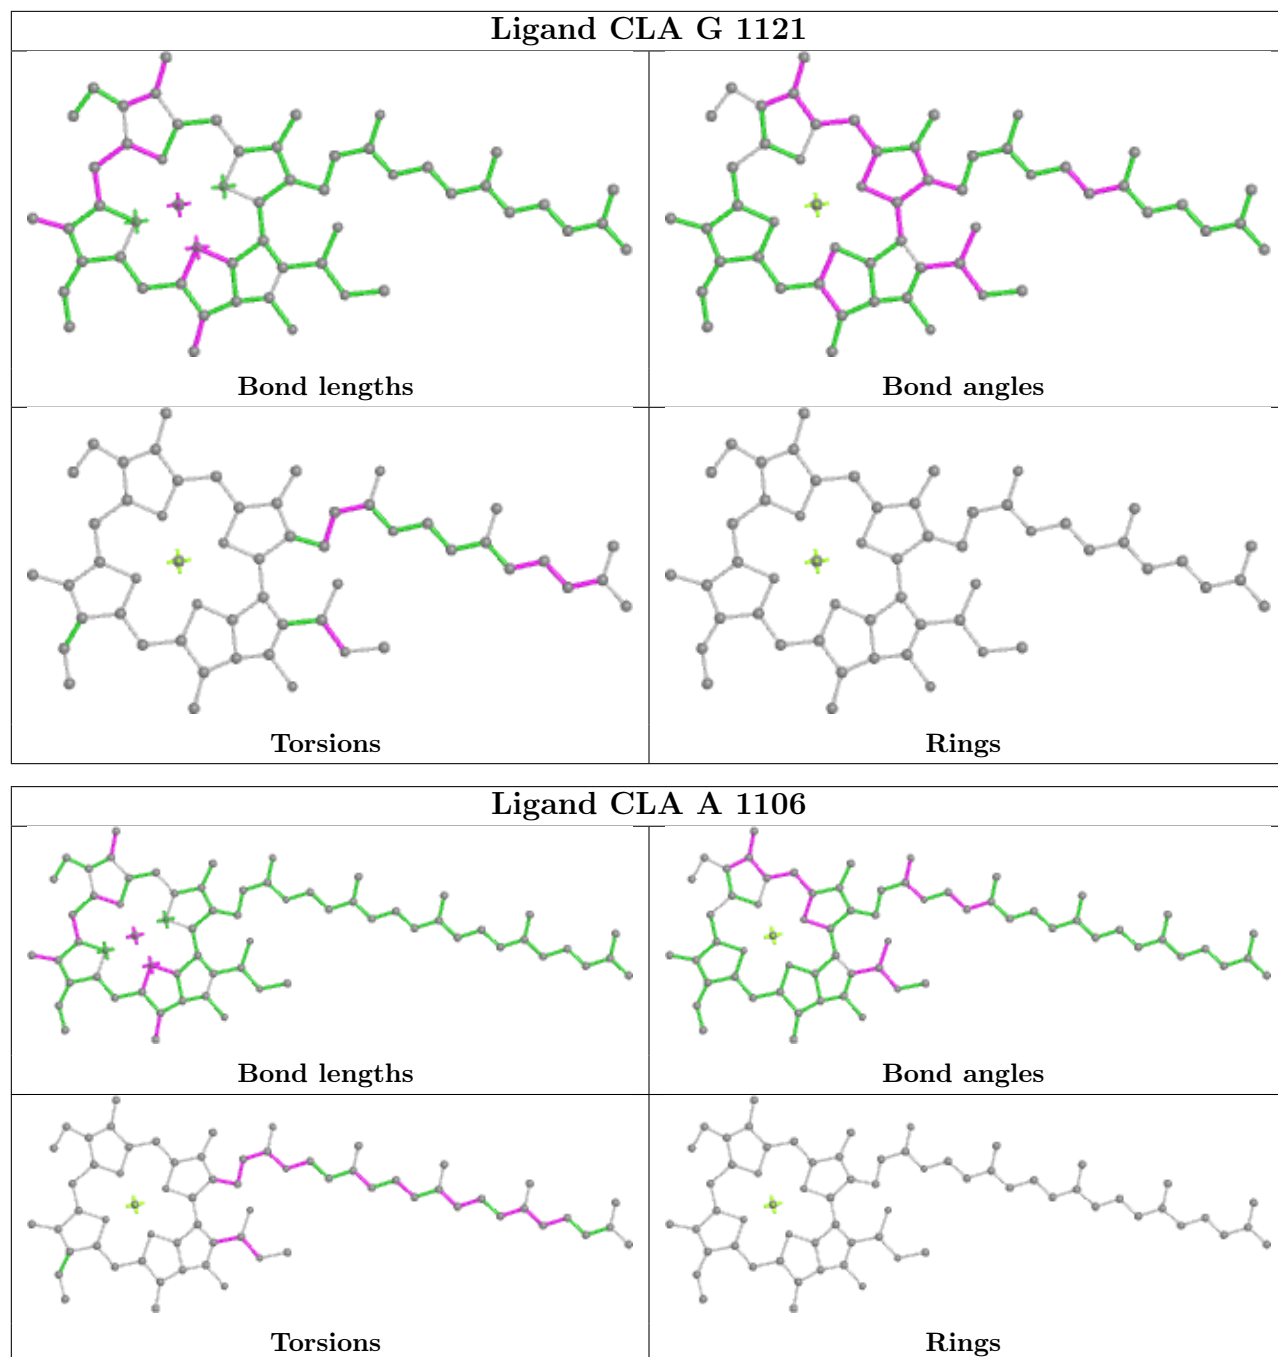 Ligand CLA G 1121
Bond lengths
Bond angles
Torsions
Rings
Ligand CLA A 1106
Bond lengths
Bond angles
Torsions
Rings